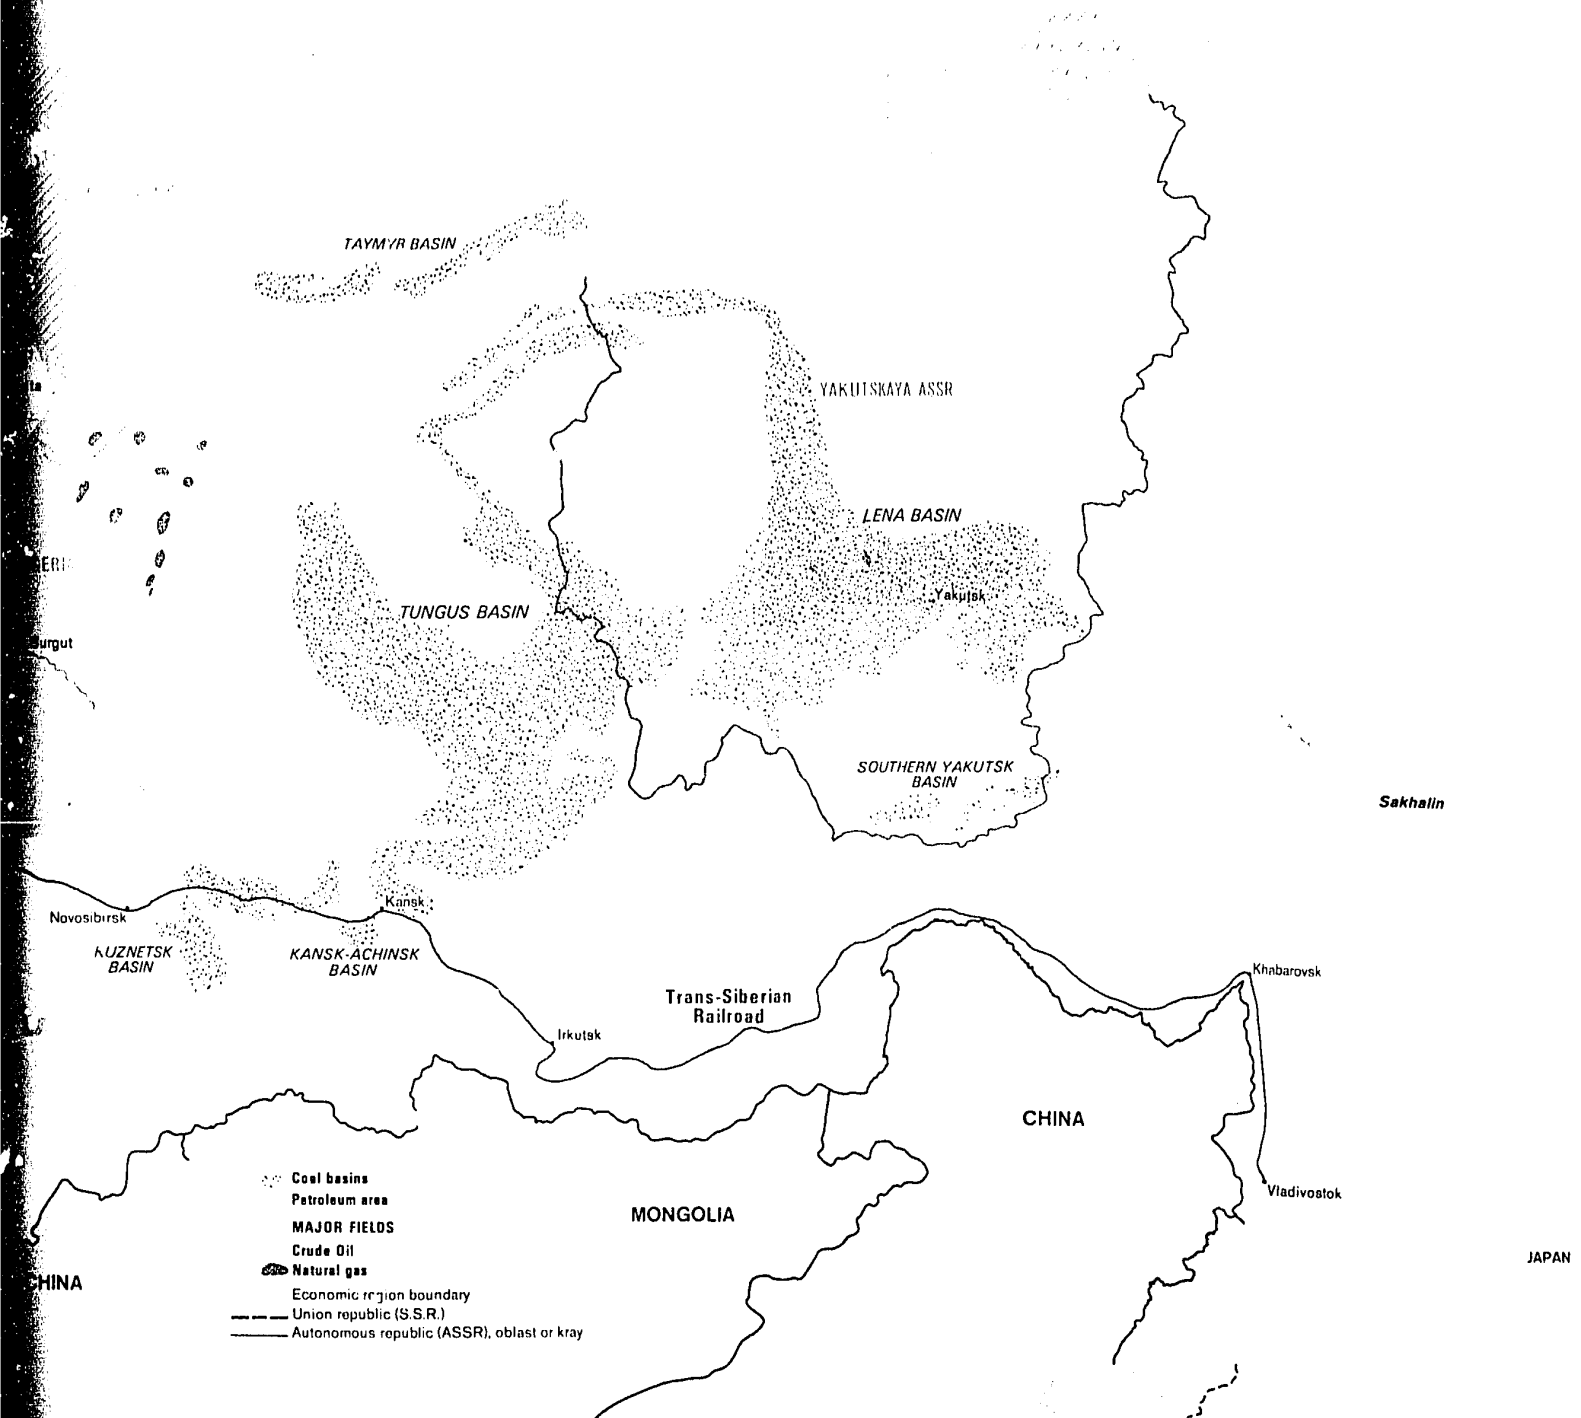 TAYMYR BASIN
YAKUTSKAYA ASSR
LENA BASIN
Yakutsk
TUNGUS BASIN
SOUTHERN YAKUTSK
BASIN
Sakhalin
Novosibirsk
Kansk
KUZNETSK
BASIN
KANSK-ACHINSK
BASIN
Khabarovsk
Trans-Siberian
Railroad
Irkutsk
CHINA
Vladivostok
MONGOLIA
JAPAN
CHINA
Coal basins
Petroleum area
MAJOR FIELDS
Crude Oil
Natural gas
Economic region boundary
Union republic (S.S.R.)
Autonomous republic (ASSR), oblast or kray